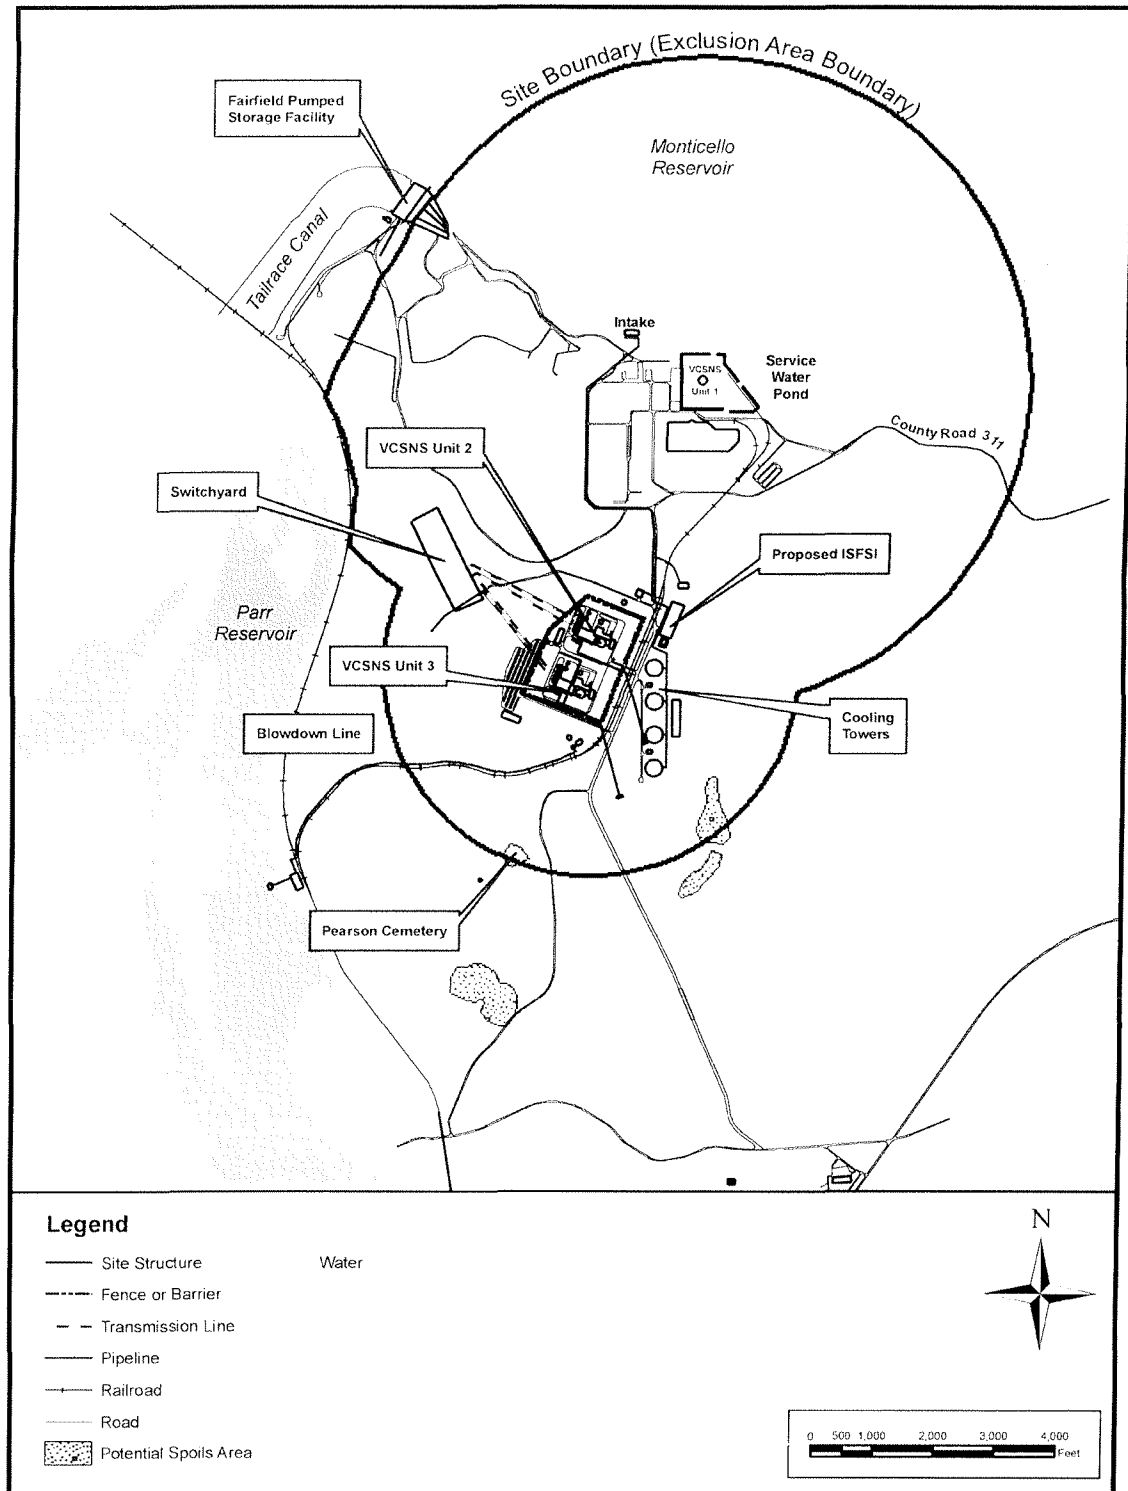 Site Boundary (Exclusion Area Boundary)
Fairfield Pumped
Storage Facility
Monticello
Reservoir
Tailrace Canal
Intake
VCSNS
Unit 1
Service
Water
Pond
County Road 311
VCSNS Unit 2
Switchyard
Proposed ISFSI
Parr
Reservoir
VCSNS Unit 3
Cooling
Towers
Blowdown Line
Pearson Cemetery
Legend
Site Structure
Water
Fence or Barrier
Transmission Line
Pipeline
Railroad
Road
Potential Spoils Area
N
0 500 1,000 2,000 3,000 4,000
Feet